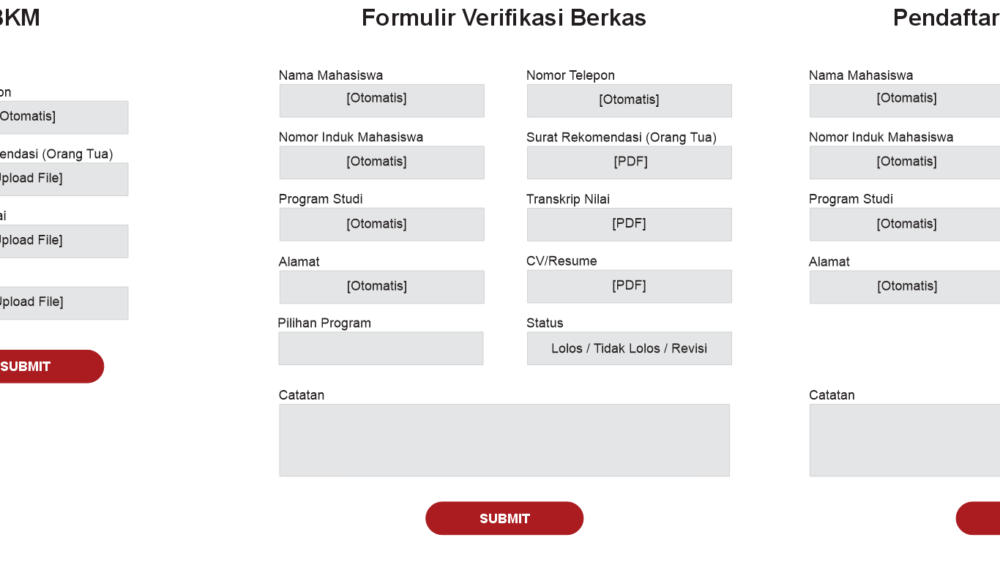 BKM
[Otomatis]
endasi (Orang Tua)
Upload File]
Upload File]
Upload File]
SUBMIT
Formulir Verifikasi Berkas
Nama Mahasiswa
[Otomatis]
Nomor Telepon
[Otomatis]
Nomor Induk Mahasiswa
[Otomatis]
Surat Rekomendasi (Orang Tua)
[PDF]
Program Studi
[Otomatis]
Transkrip Nilai
[PDF]
Alamat
[Otomatis]
CV/Resume
[PDF]
Pilihan Program
Status
Lolos / Tidak Lolos / Revisi
Catatan
SUBMIT
Pendaftar
Nama Mahasiswa
[Otomatis]
Nomor Induk Mahasiswa
[Otomatis]
Program Studi
[Otomatis]
Alamat
[Otomatis]
Catatan